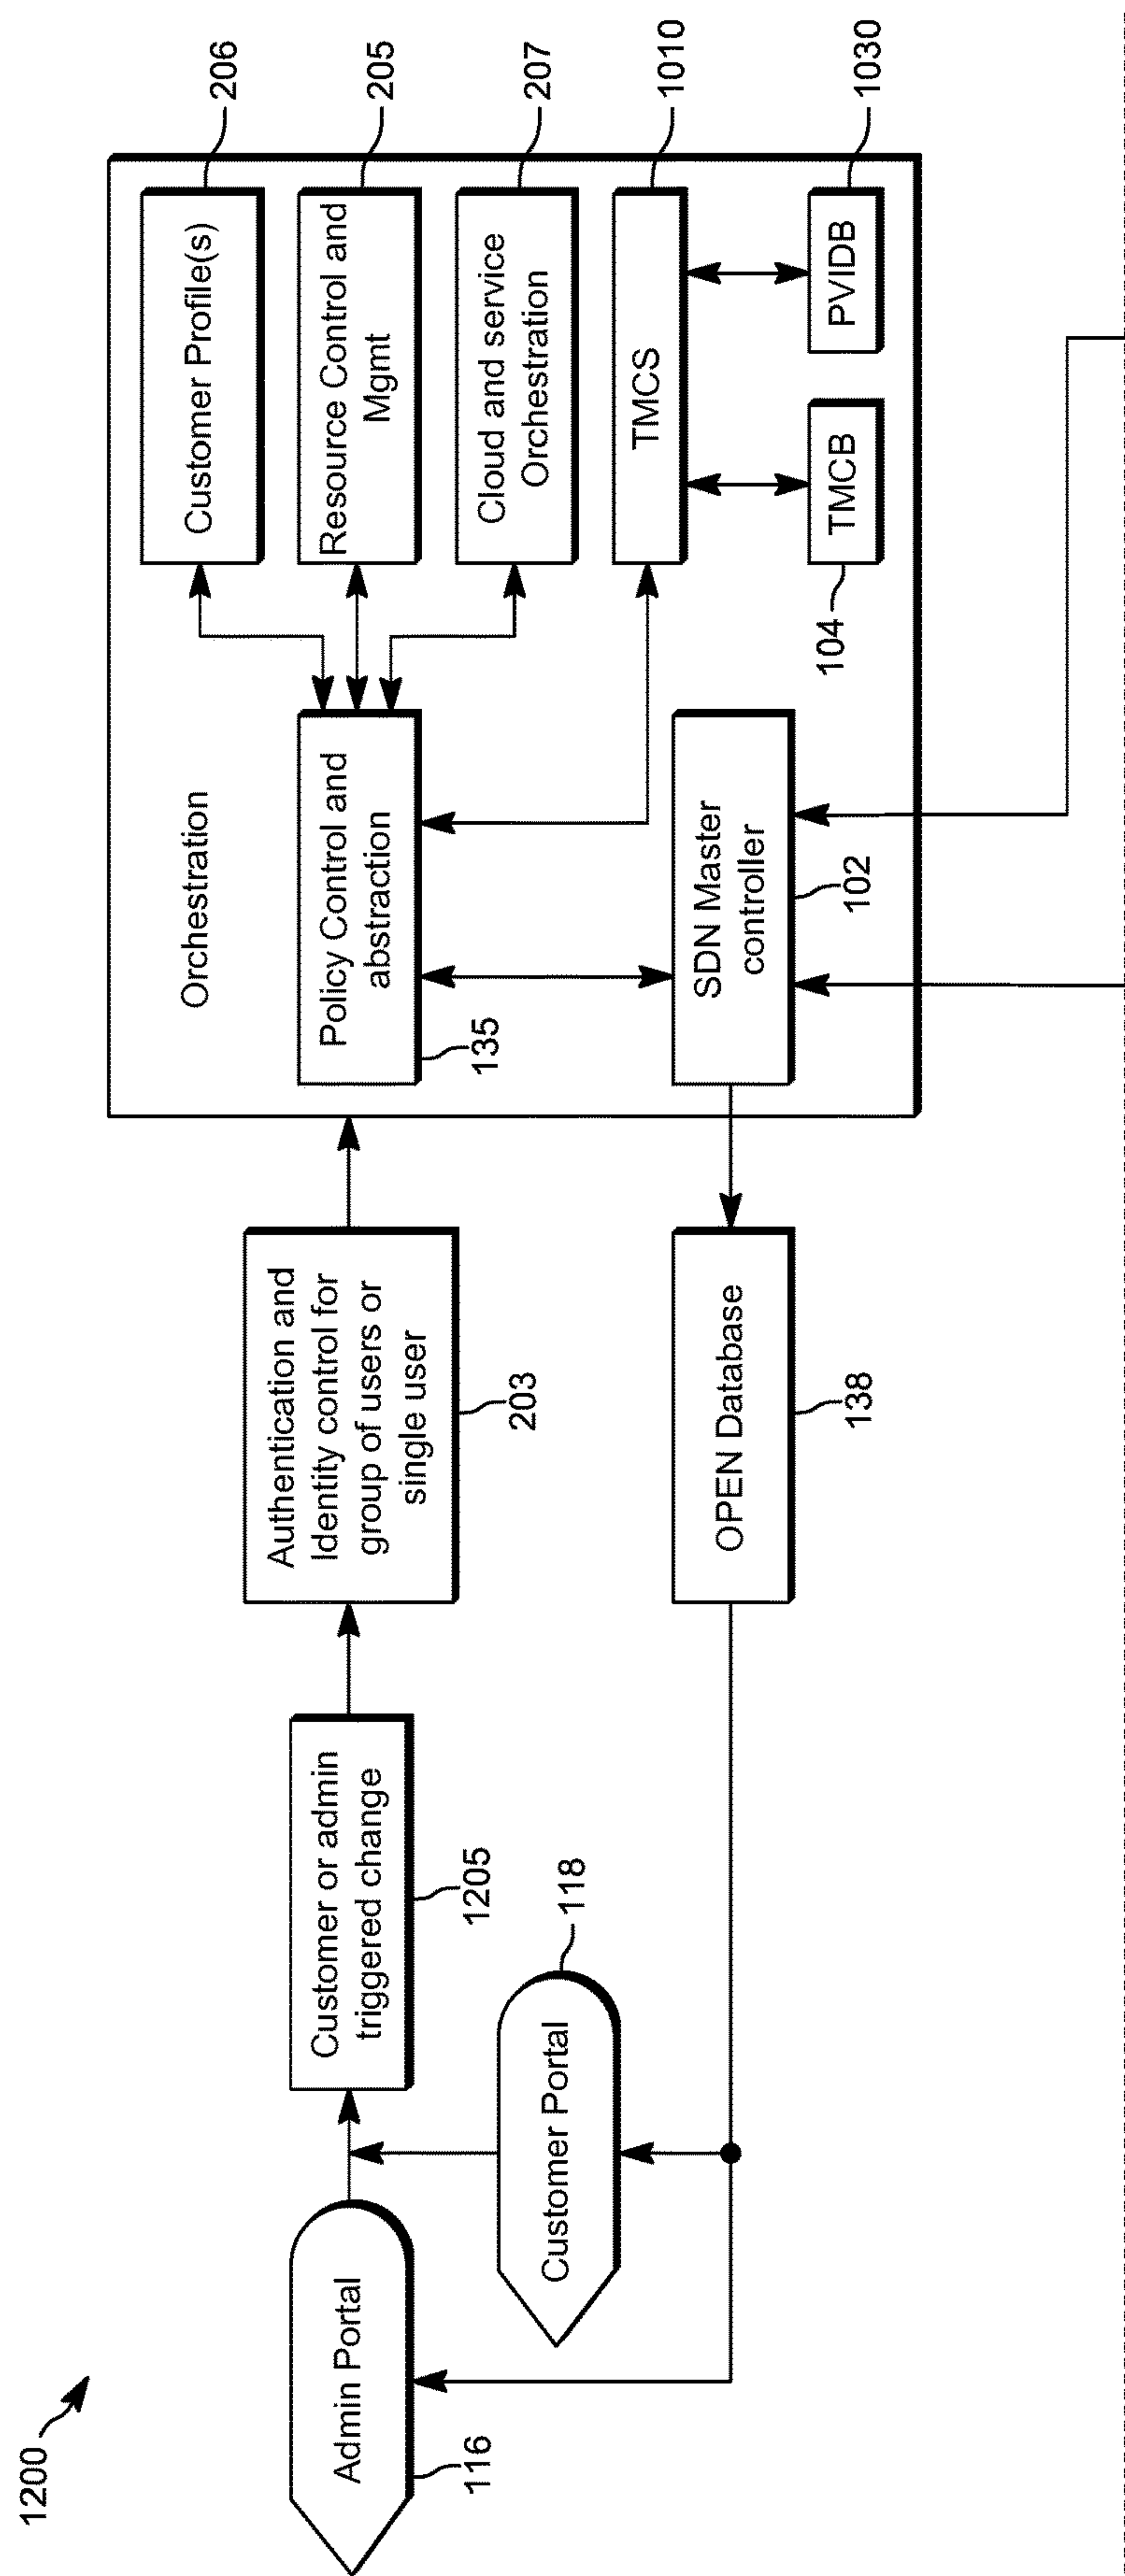 1200
Admin Portal
116
Customer Portal
118
Customer or admin
triggered change
1205
Authentication and
Identity control for
group of users or
single user
203
OPEN Database
138
Orchestration
Policy Control and
abstraction
135
SDN Master
controller
102
Customer Profile(s)
206
Resource Control and
Mgmt
205
Cloud and service
Orchestration
207
TMCS
1010
TMCB
104
PVIDB
1030